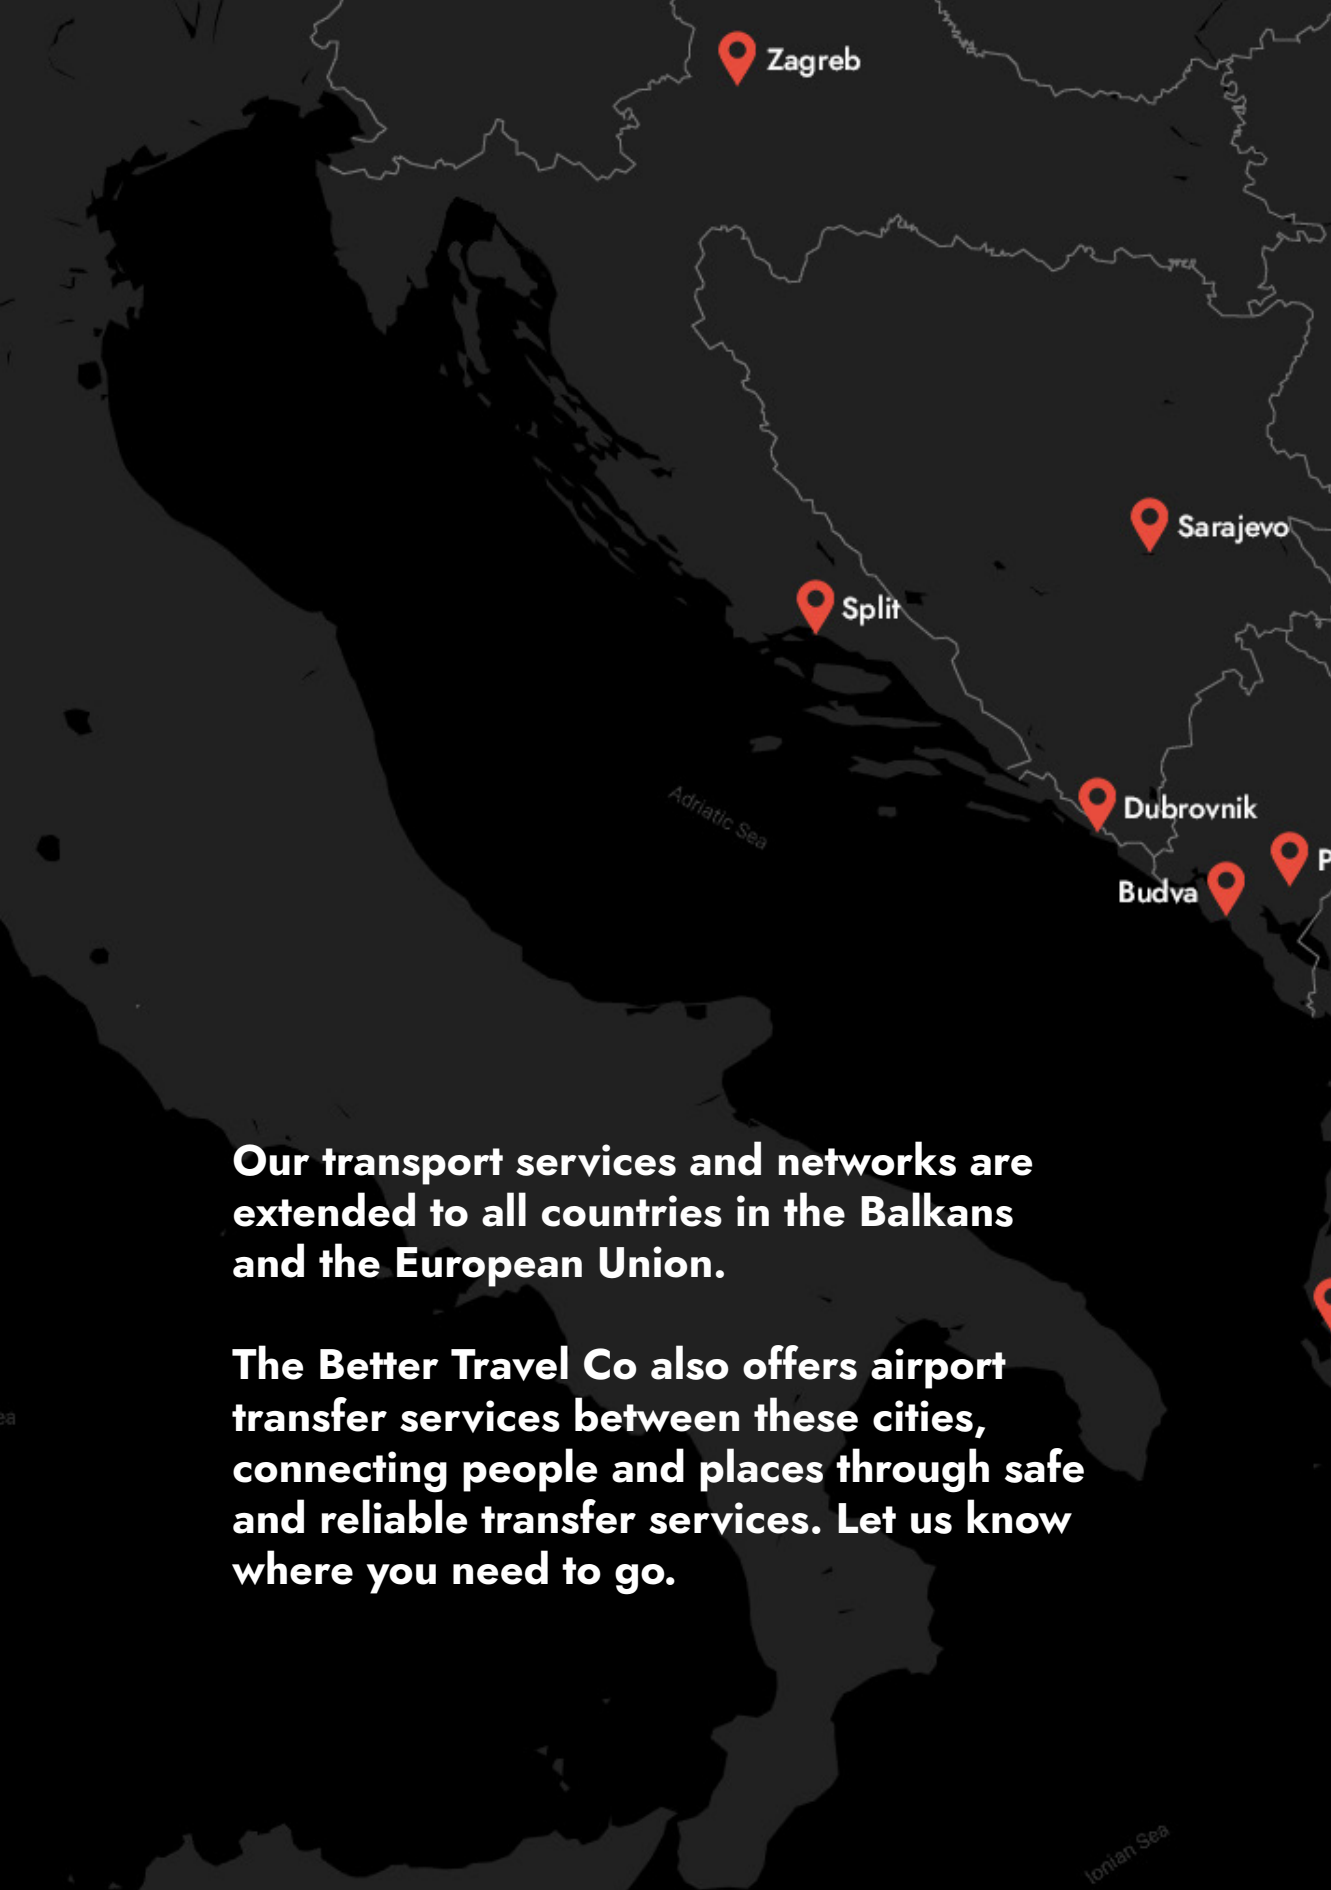 Zagreb
Sarajevo
Split
Adriatic Sea
Dubrovnik
P
Budva
Our transport services and networks are
extended to all countries in the Balkans
and the European Union.
The Better Travel Co also offers airport
transfer services between these cities,
ea
connecting people and places through safe
and reliable transfer services. Let us know
where you need to go.
Ionian Sea